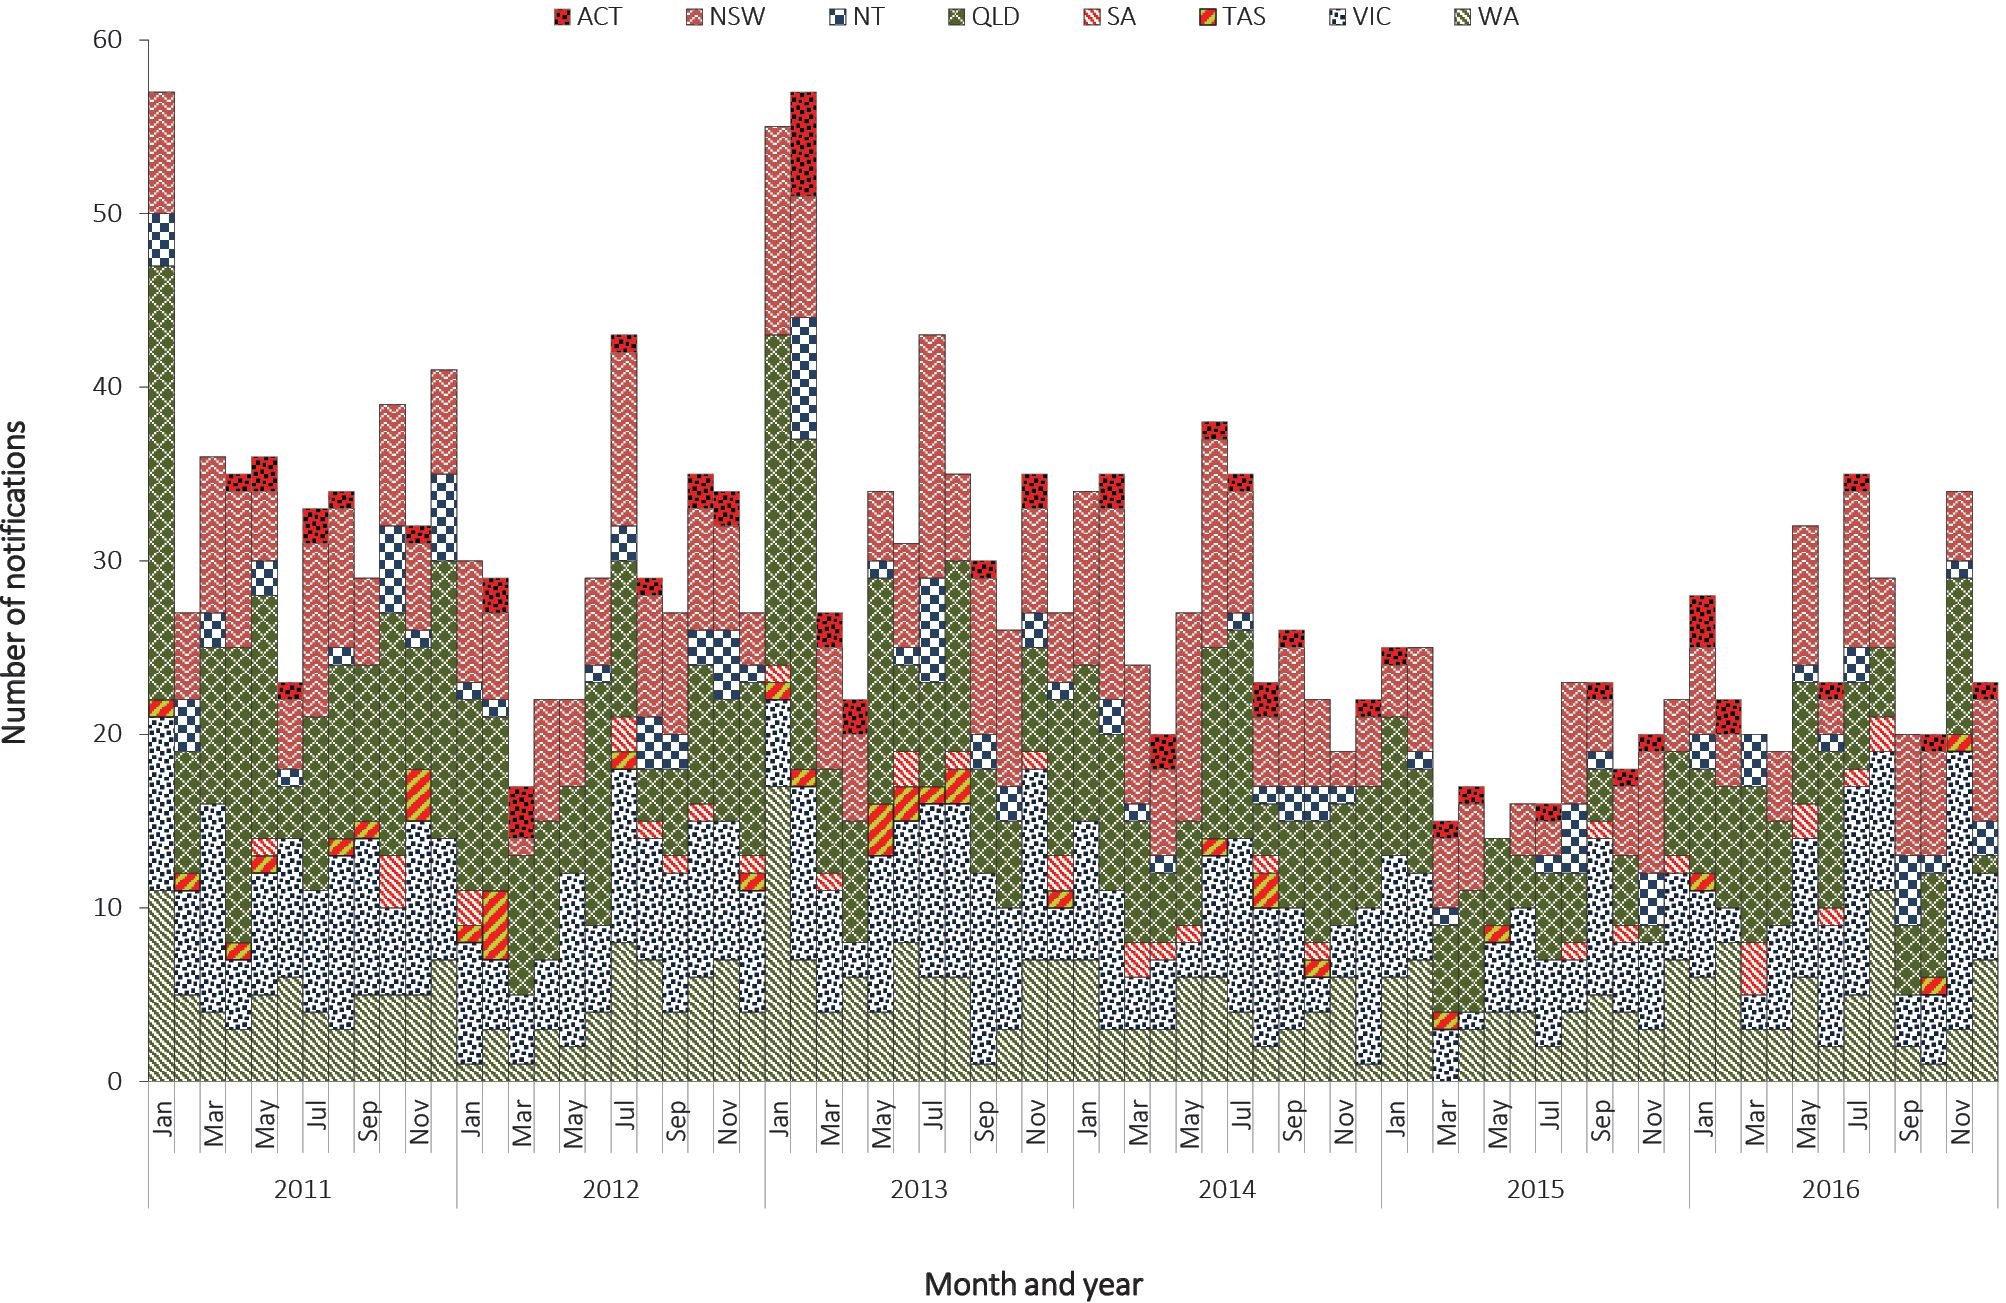 ACT NSW NT QLD SA TAS VIC WA
60
50
40
30
20
10
0
Number of notifications
Jan Mar May Jul Sep Nov Jan Mar May Jul Sep Nov Jan Mar May Jul Sep Nov Jan Mar May Jul Sep Nov Jan Mar May Jul Sep Nov Jan Mar May Jul Sep Nov
2011 2012 2013 2014 2015 2016
Month and year